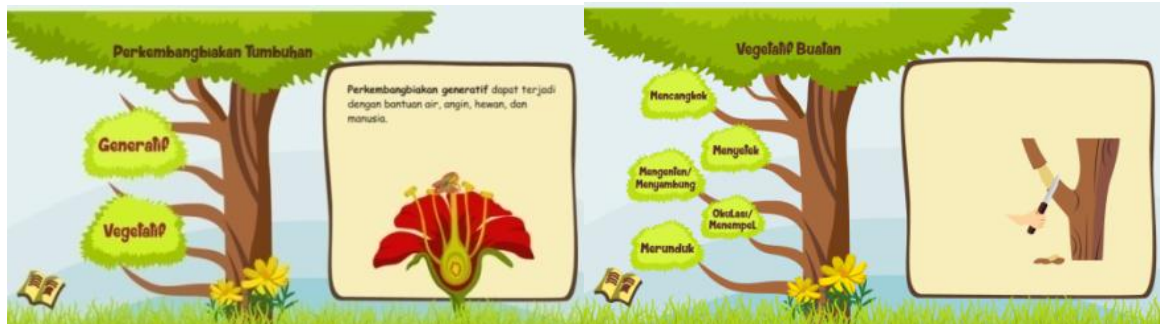 Perkembangbiakan Tumbuhan
Generatif
Vegetatif
Perkembangbiakan generatif dapat terjadi
dengan bantuan air, angin, hewan, dan
manusia.
Vegetatif Buatan
Mencangkok
Menyetek
Mengenten/
Menyambung
Okulasi/
Menempel
Merunduk